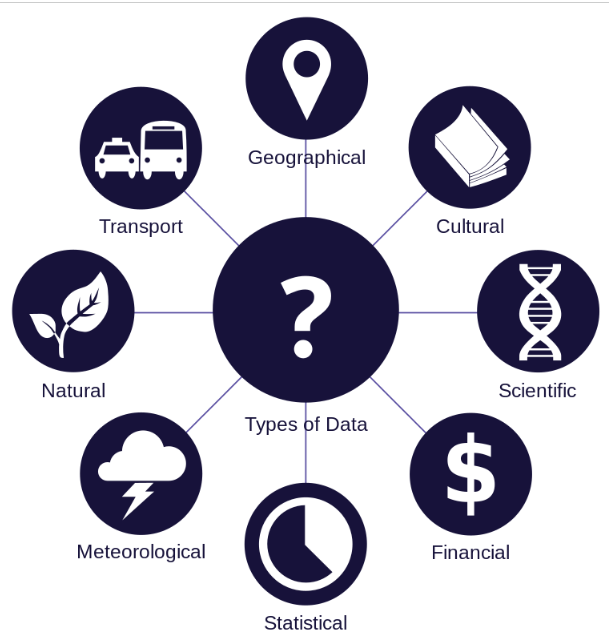 Geographical
Transport
Cultural
?
Natural
Scientific
Types of Data
$
Meteorological
Financial
Statistical